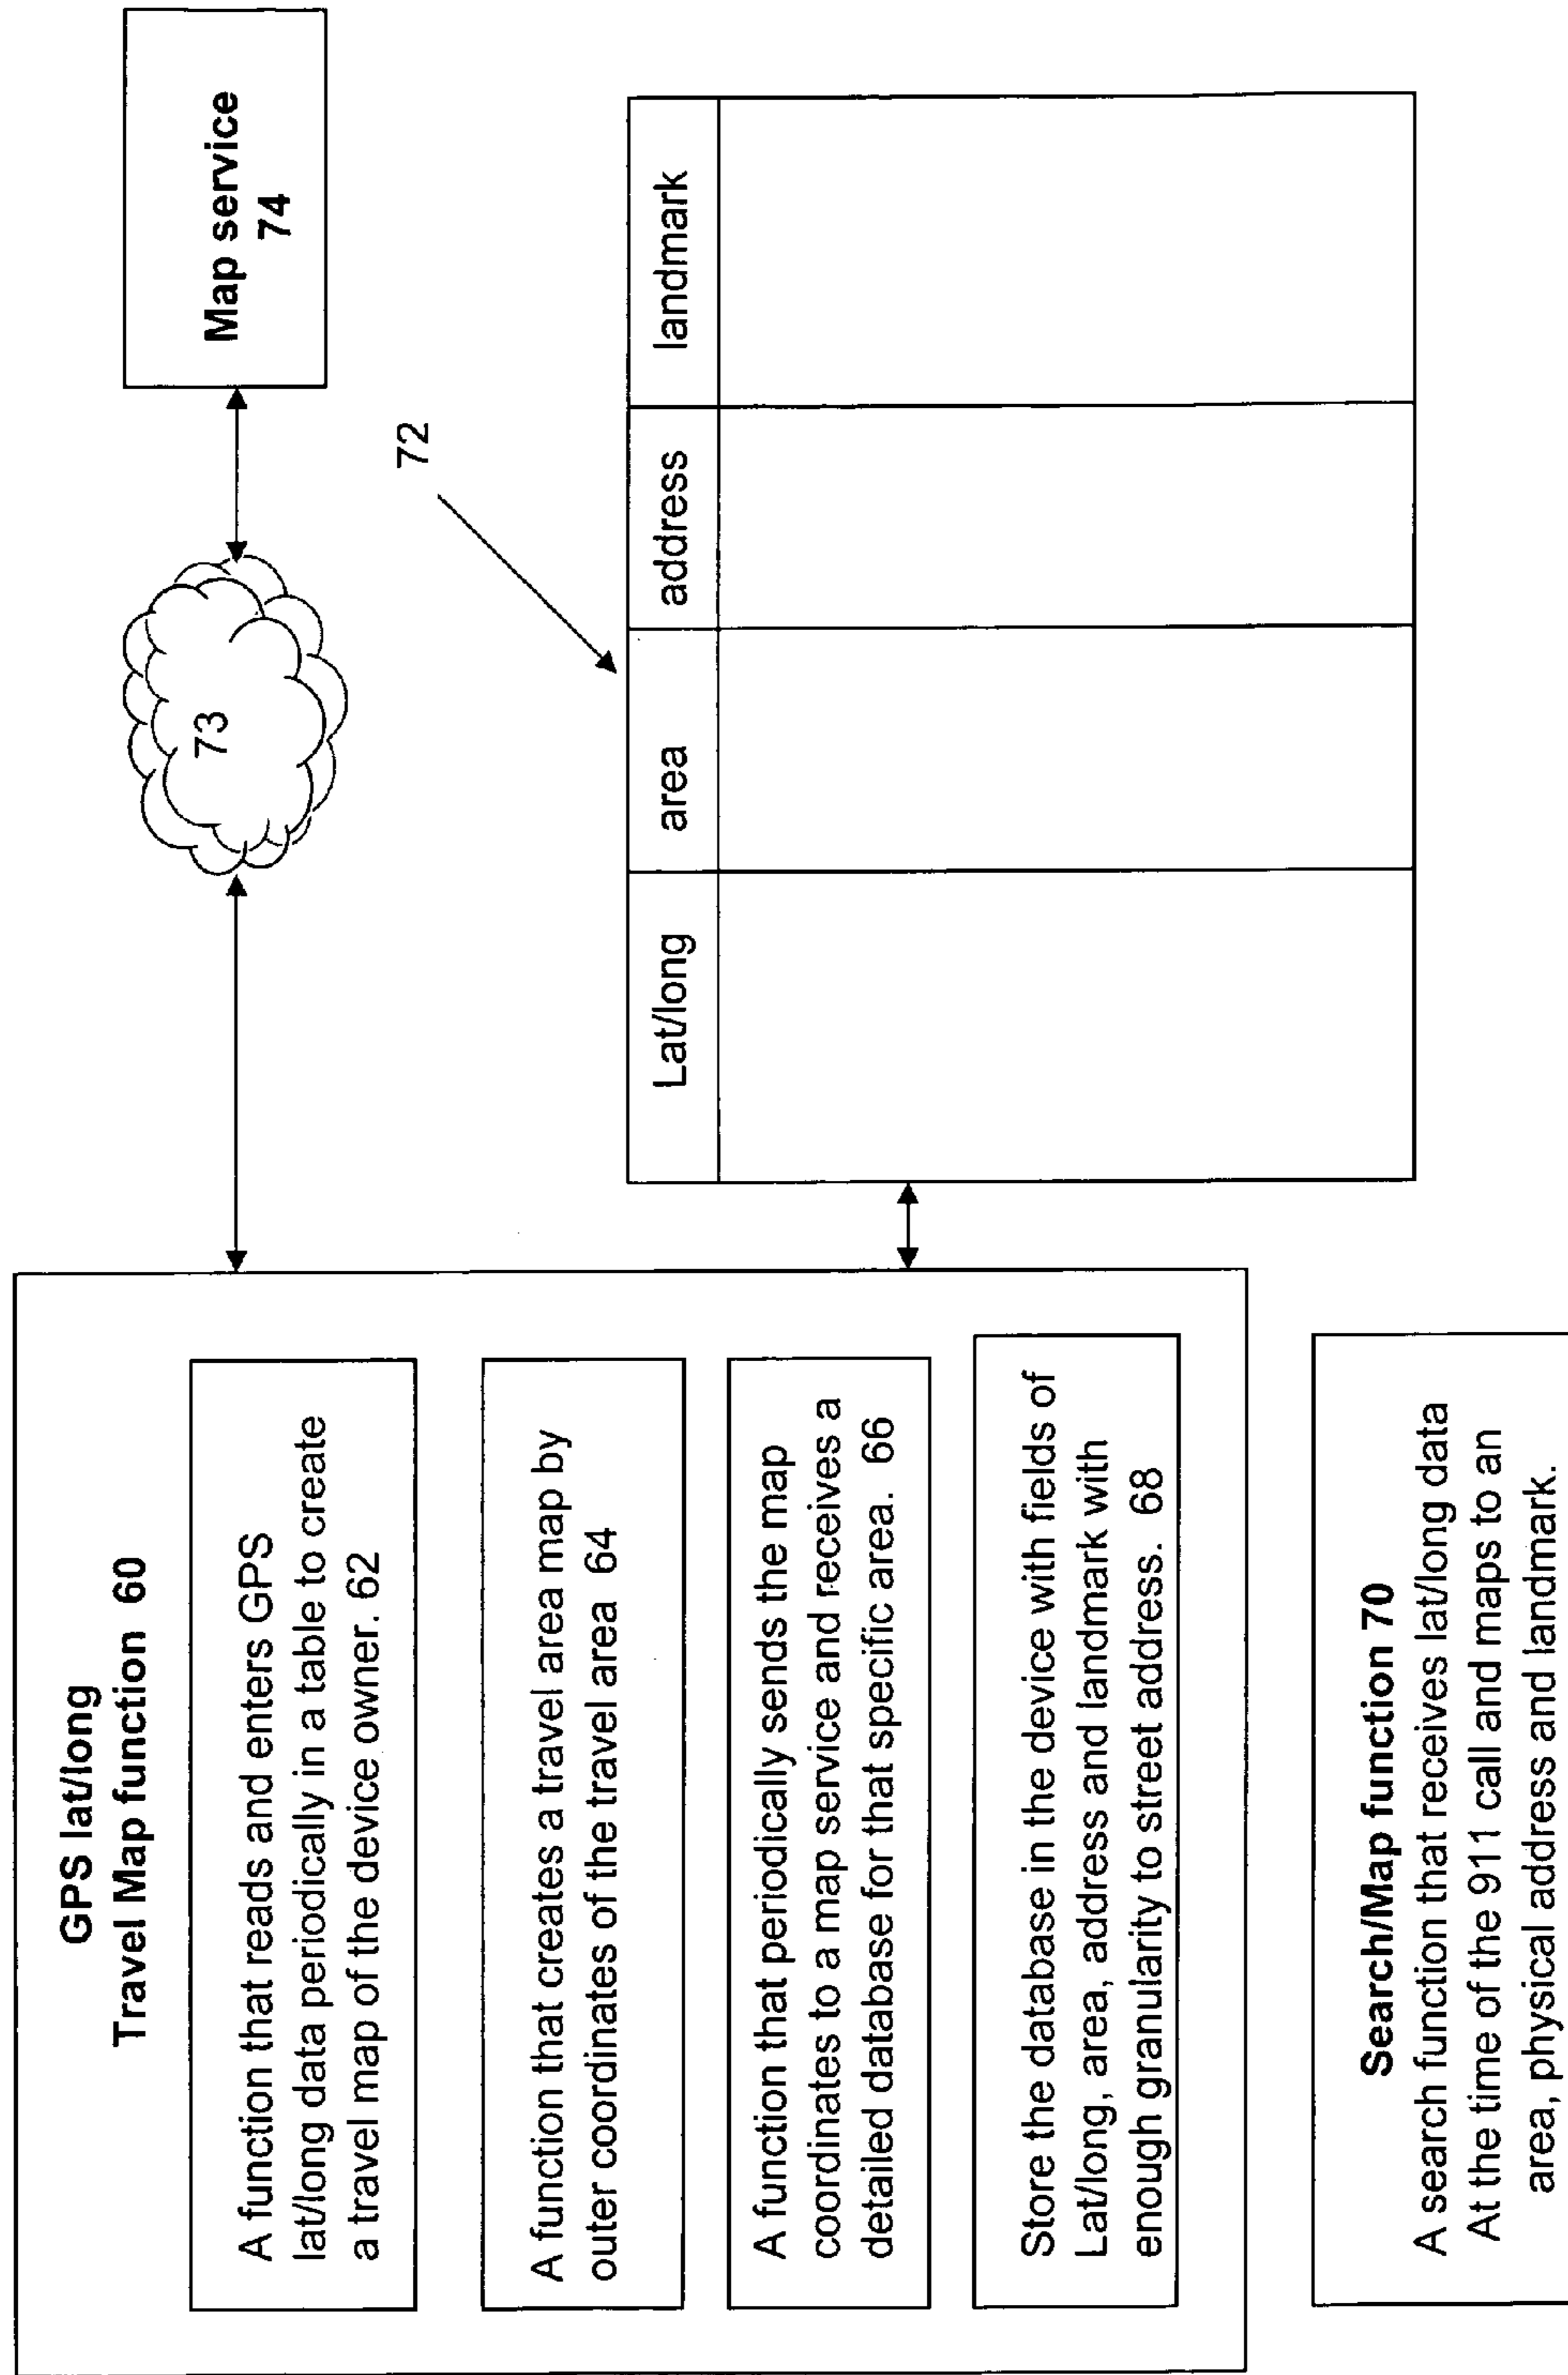 GPS lat/long
Travel Map function 60
A function that reads and enters GPS
lat/long data periodically in a table to create
a travel map of the device owner. 62
A function that creates a travel area map by
outer coordinates of the travel area 64
A function that periodically sends the map
coordinates to a map service and receives a
detailed database for that specific area. 66
Store the database in the device with fields of
Lat/long, area, address and landmark with
enough granularity to street address. 68
Search/Map function 70
A search function that receives lat/long data
At the time of the 911 call and maps to an
area, physical address and landmark.
73
Map service
74
72
Lat/long area address landmark